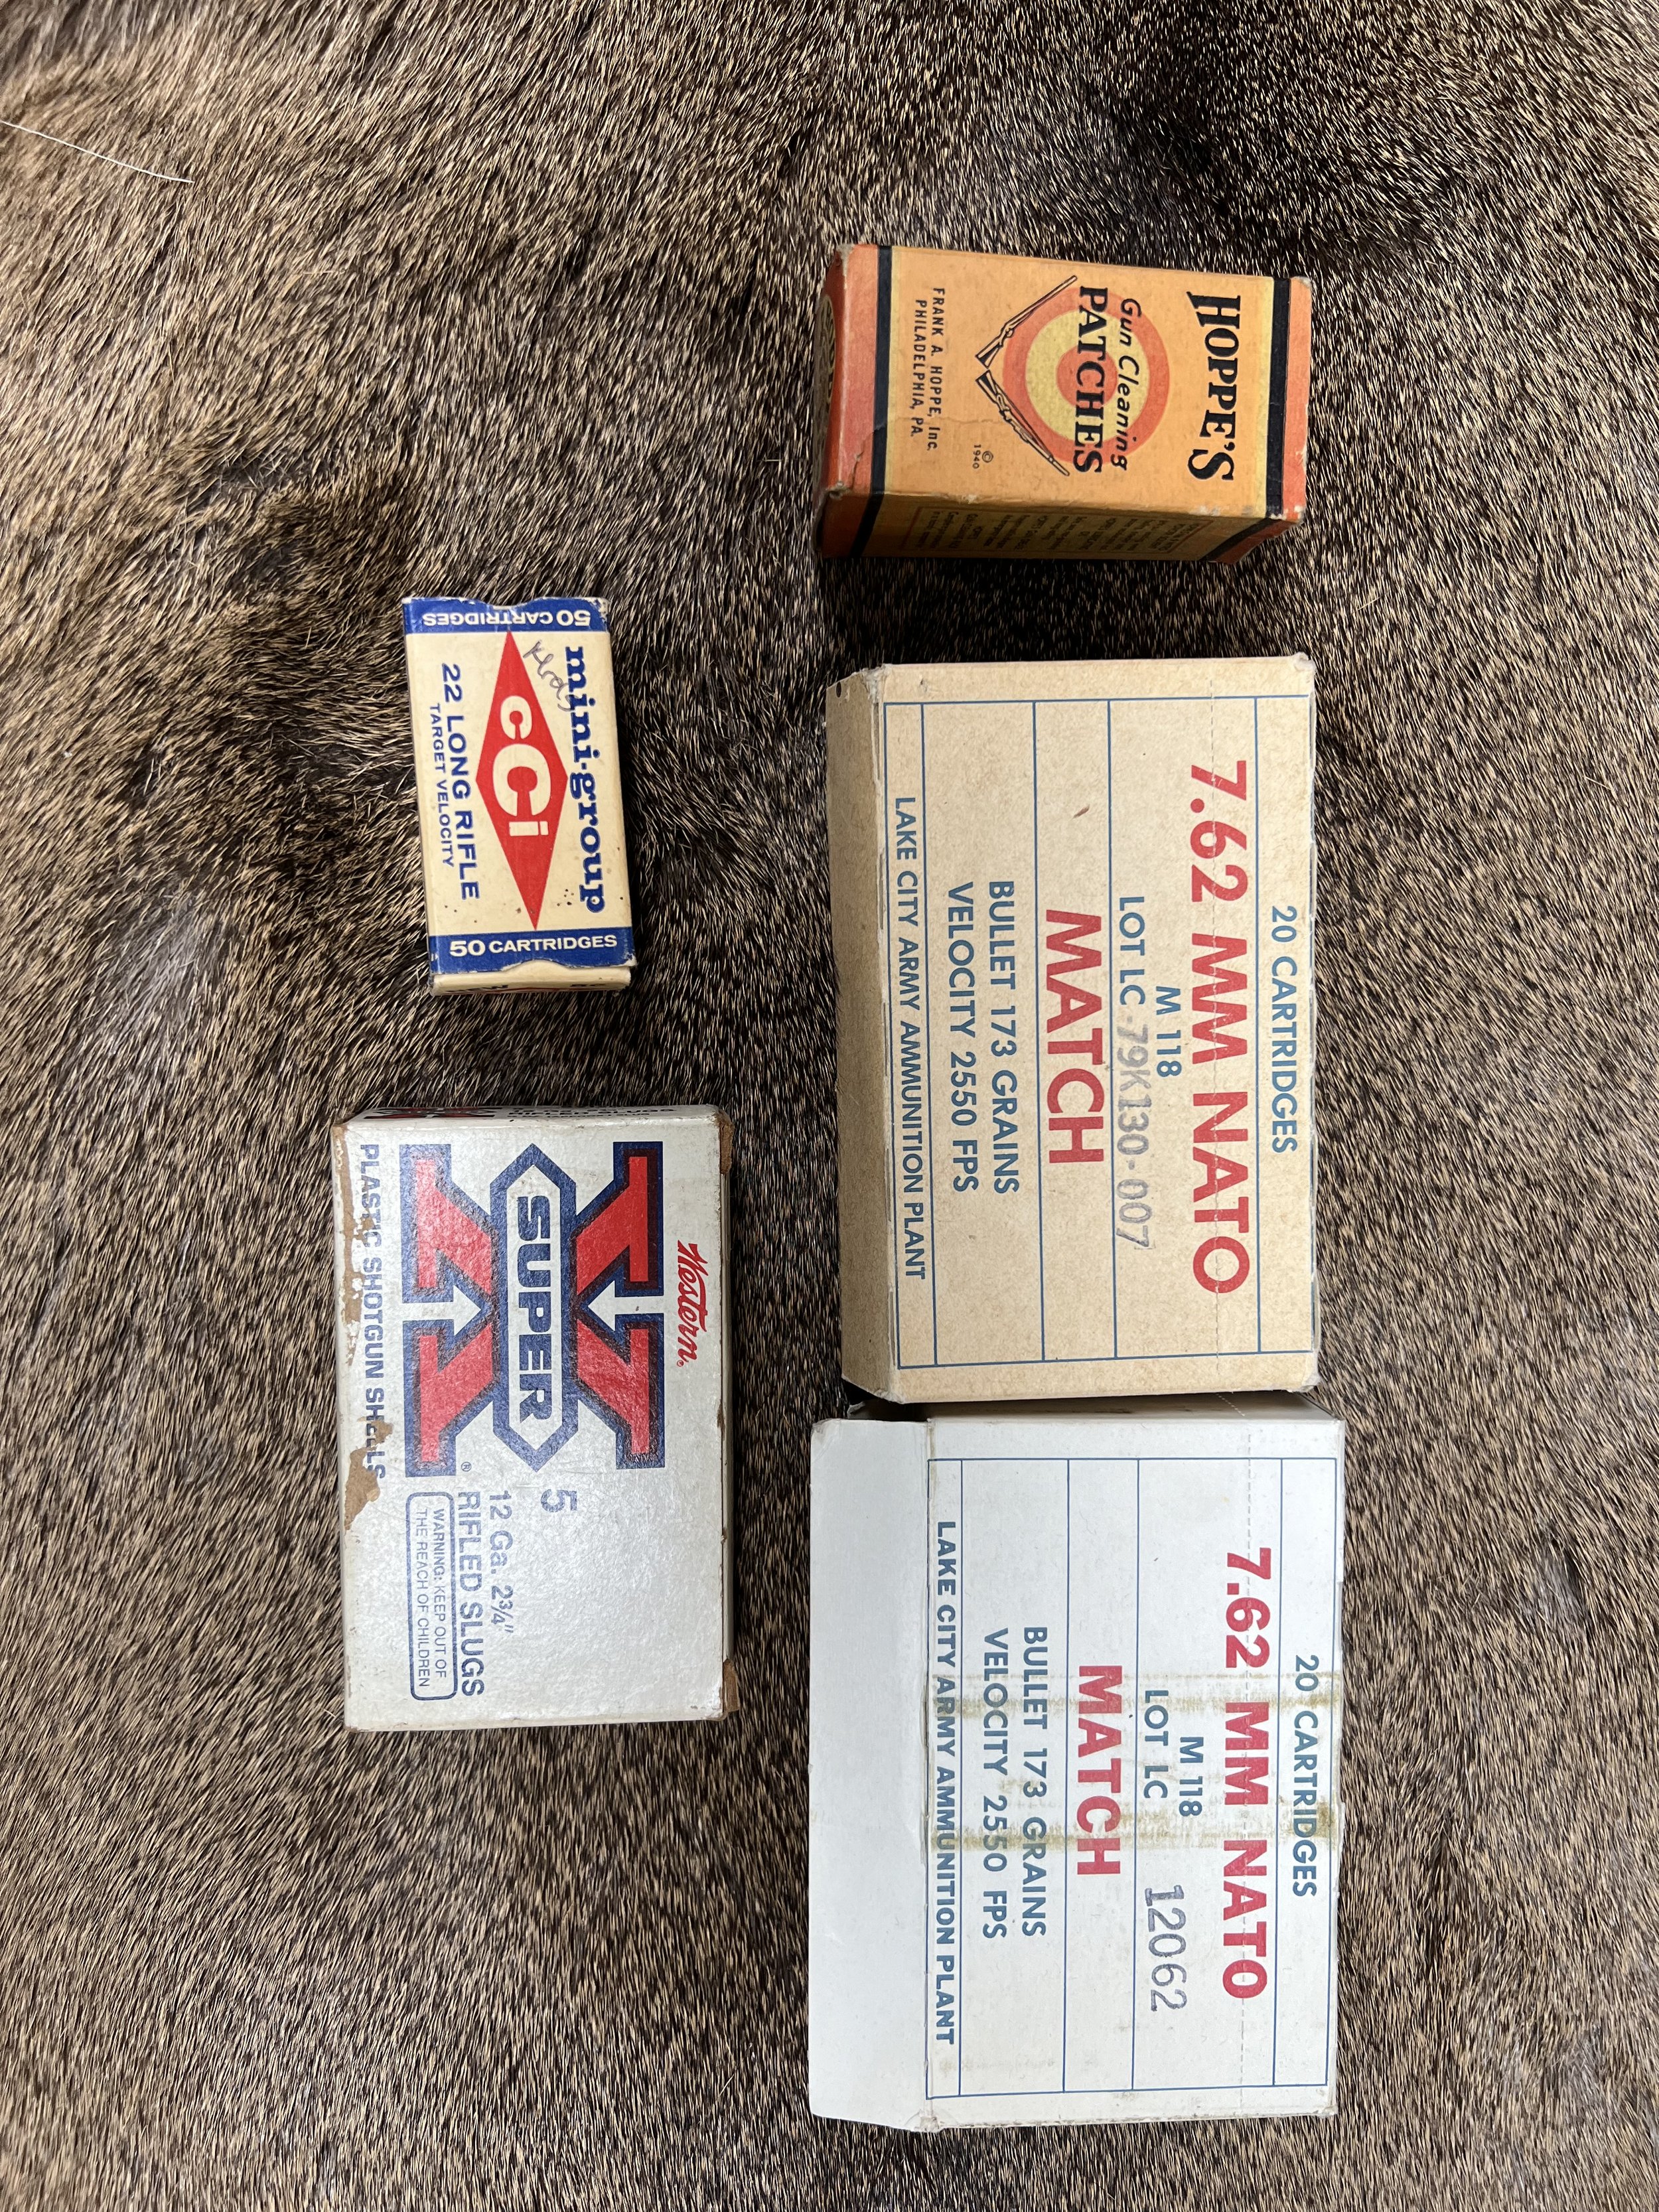 HOPPE'S
Gun Cleaning
PATCHES
© 1940
FRANK A. HOPPE, Inc.
PHILADELPHIA, PA.
50 CARTRIDGES
mini-group
CCi
22 LONG RIFLE
TARGET VELOCITY
50 CARTRIDGES
20 CARTRIDGES
7.62 MM NATO
M 118
LOT LC 79K130-007
MATCH
BULLET 173 GRAINS
VELOCITY 2550 FPS
LAKE CITY ARMY AMMUNITION PLANT
Western.
SUPER
X®
PLASTIC SHOTGUN SHELLS
5
12 Ga. 2¾"
RIFLED SLUGS
WARNING: KEEP OUT OF
THE REACH OF CHILDREN
20 CARTRIDGES
7.62 MM NATO
M 118
LOT LC 12062
MATCH
BULLET 173 GRAINS
VELOCITY 2550 FPS
LAKE CITY ARMY AMMUNITION PLANT